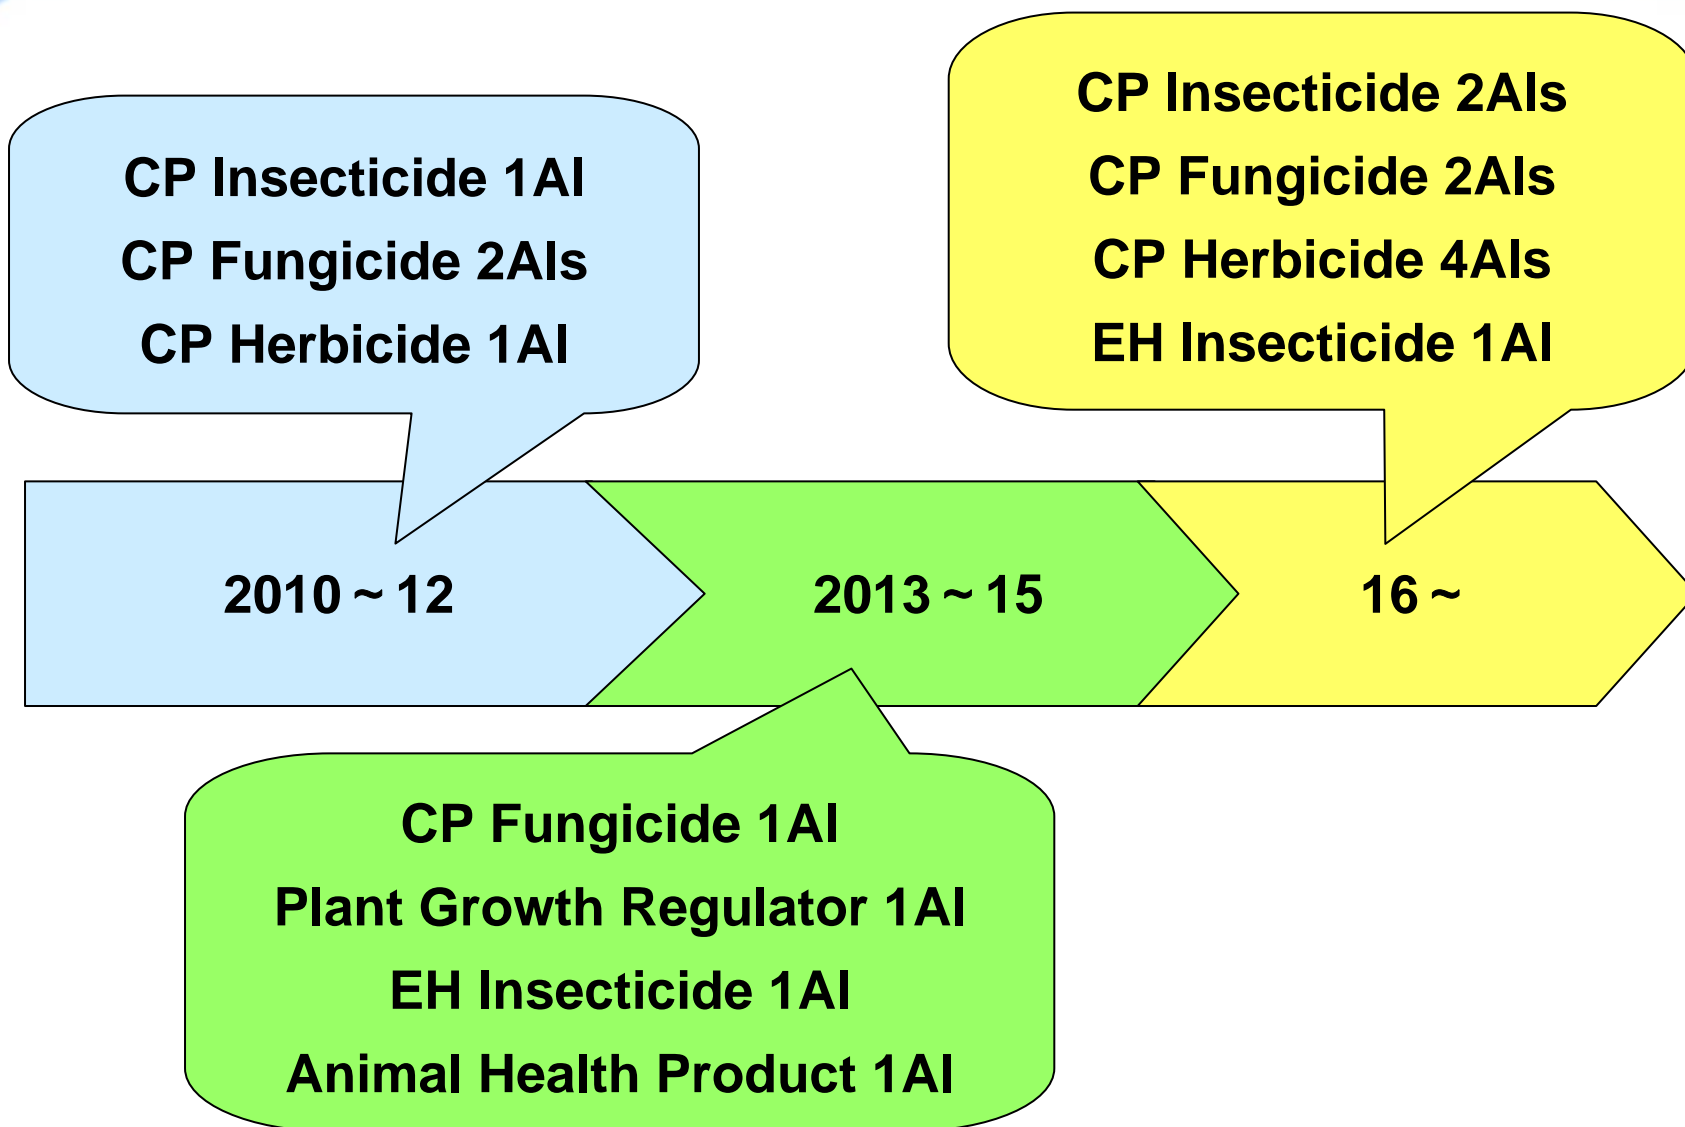 CP Insecticide 1AI
CP Fungicide 2AIs
CP Herbicide 1AI
CP Insecticide 2AIs
CP Fungicide 2AIs
CP Herbicide 4AIs
EH Insecticide 1AI
2010 ~ 12
2013 ~ 15
16 ~
CP Fungicide 1AI
Plant Growth Regulator 1AI
EH Insecticide 1AI
Animal Health Product 1AI